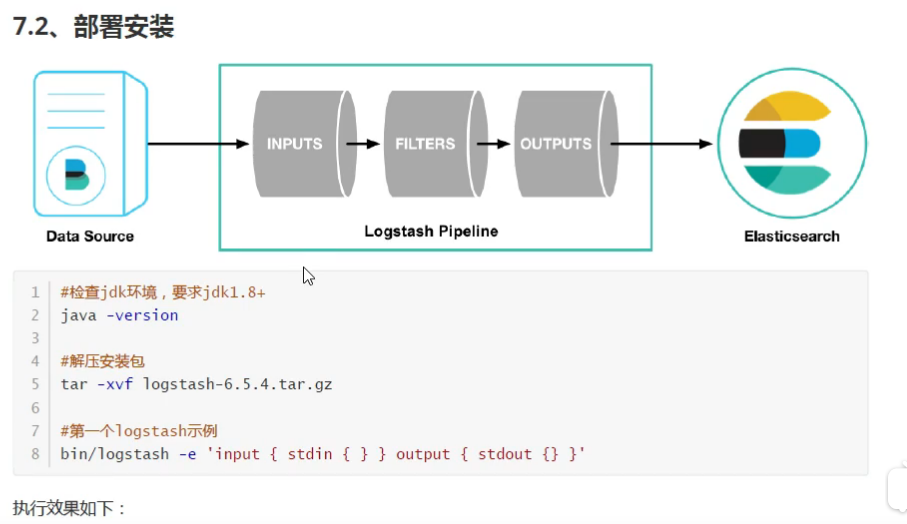 7.2、部署安装
INPUTS
FILTERS
OUTPUTS
Data Source
Logstash Pipeline
Elasticsearch
1 #检查jdk环境，要求jdk1.8+
2 java -version
3
4 #解压安装包
5 tar -xvf logstash-6.5.4.tar.gz
6
7 #第一个logstash示例
8 bin/logstash -e 'input { stdin { } } output { stdout {} }'
执行效果如下：